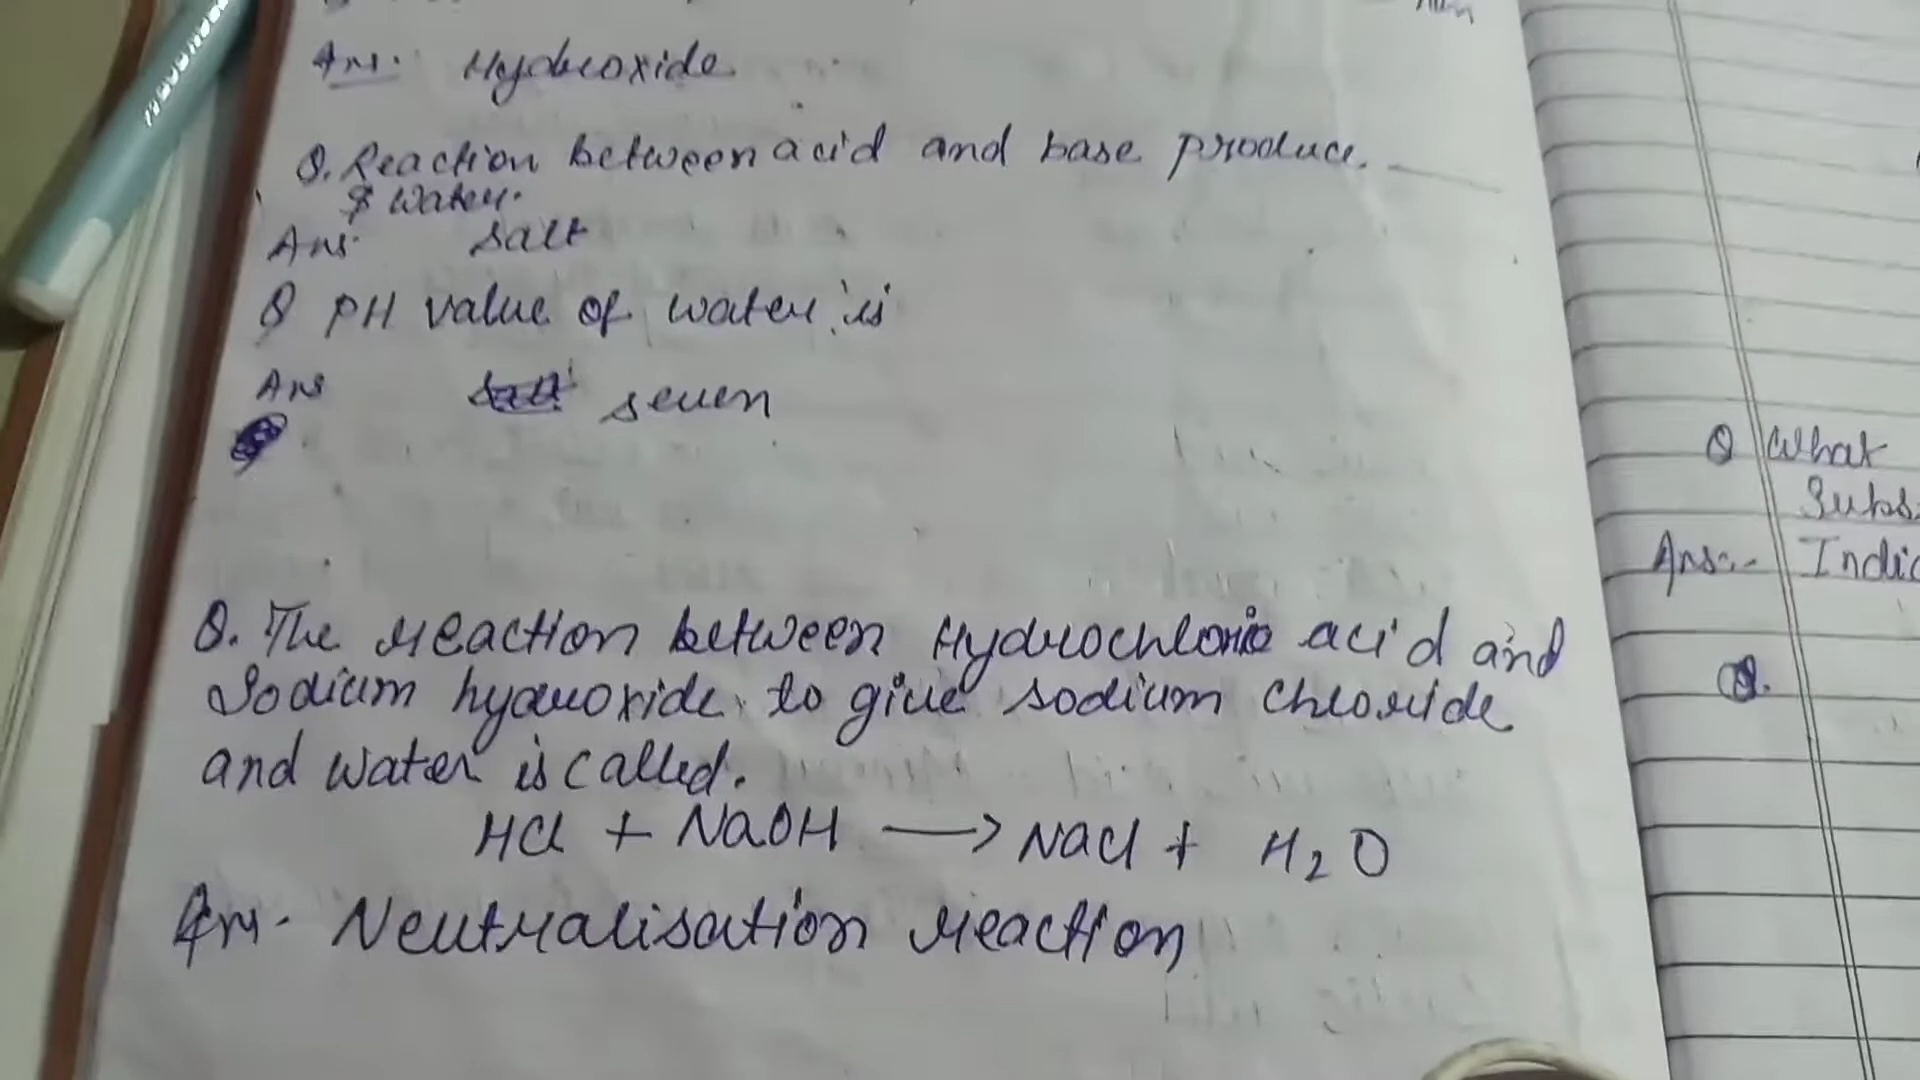 Ans. Hydroxide
Q. Reaction between acid and base produce. ____
& water.
Ans. Salt
Q PH value of water is
Ans seven
Q. The reaction between Hydrochloric acid and
Sodium hydroxide to give sodium chloride
and water is called.
HCl + NaOH → NaCl + H2O
Ans. Neutralisation reaction
Q What
Subs
Ans:- Indic
Q.